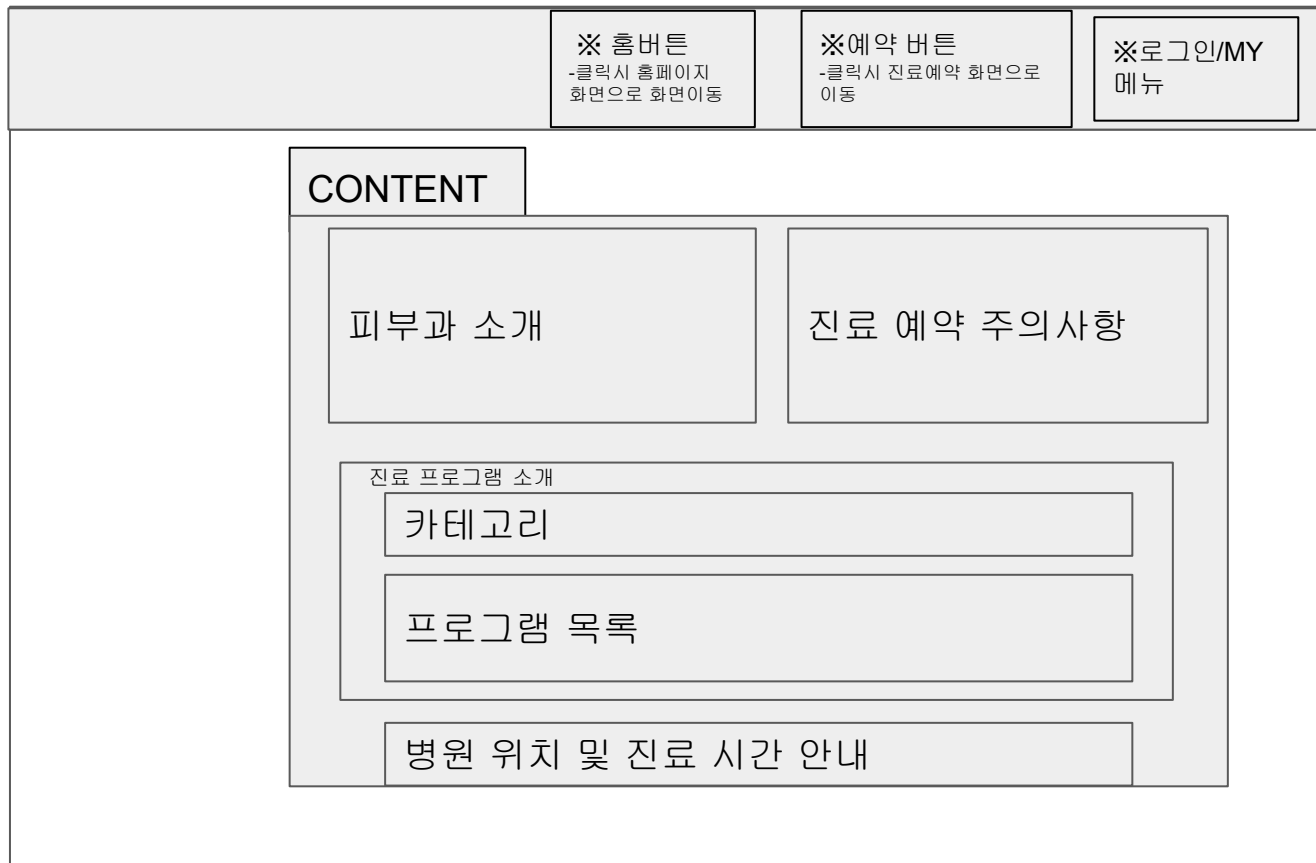 ※ 홈버튼
-클릭시 홈페이지
화면으로 화면이동
※예약 버튼
-클릭시 진료예약 화면으로
이동
※로그인/MY
메뉴
CONTENT
피부과 소개
진료 예약 주의사항
진료 프로그램 소개
카테고리
프로그램 목록
병원 위치 및 진료 시간 안내